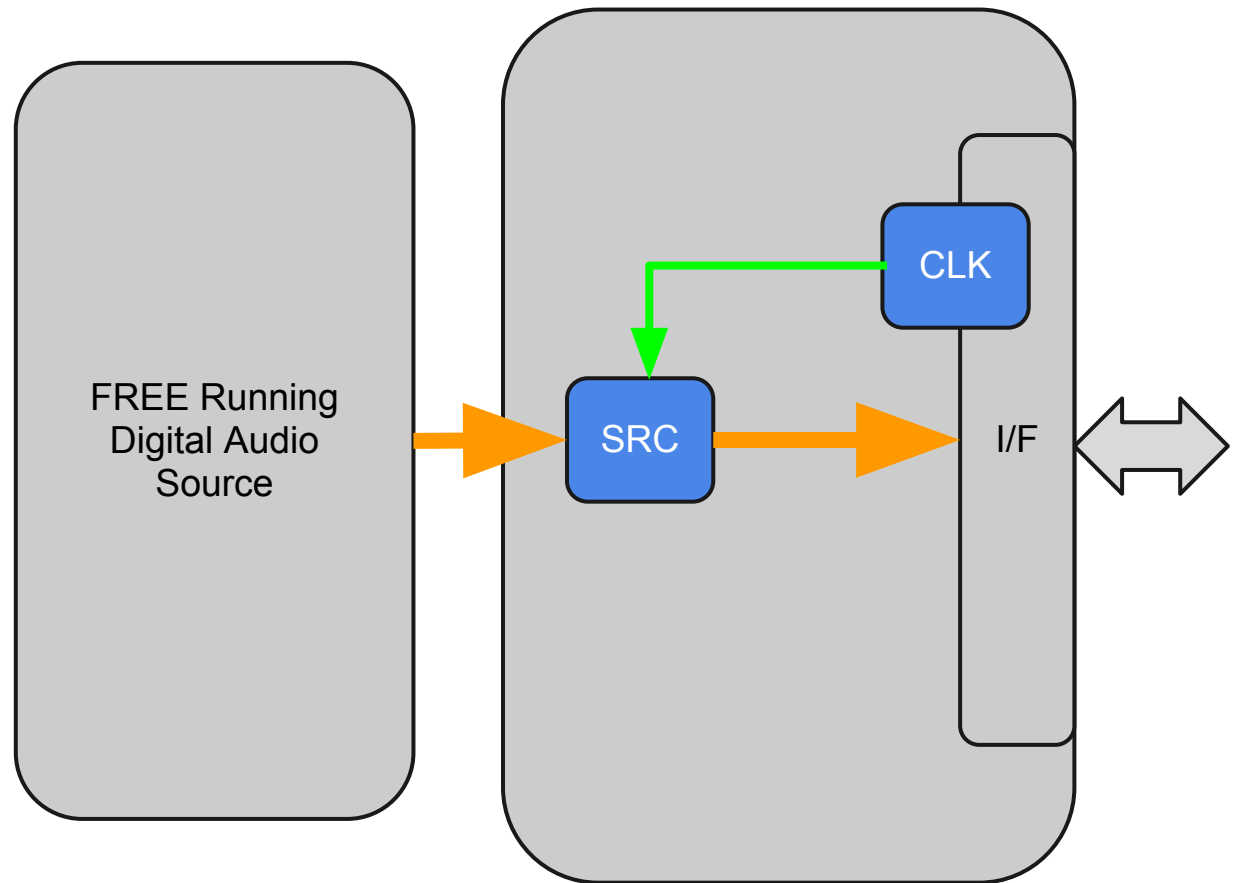 FREE Running
Digital Audio
Source
CLK
SRC
I/F